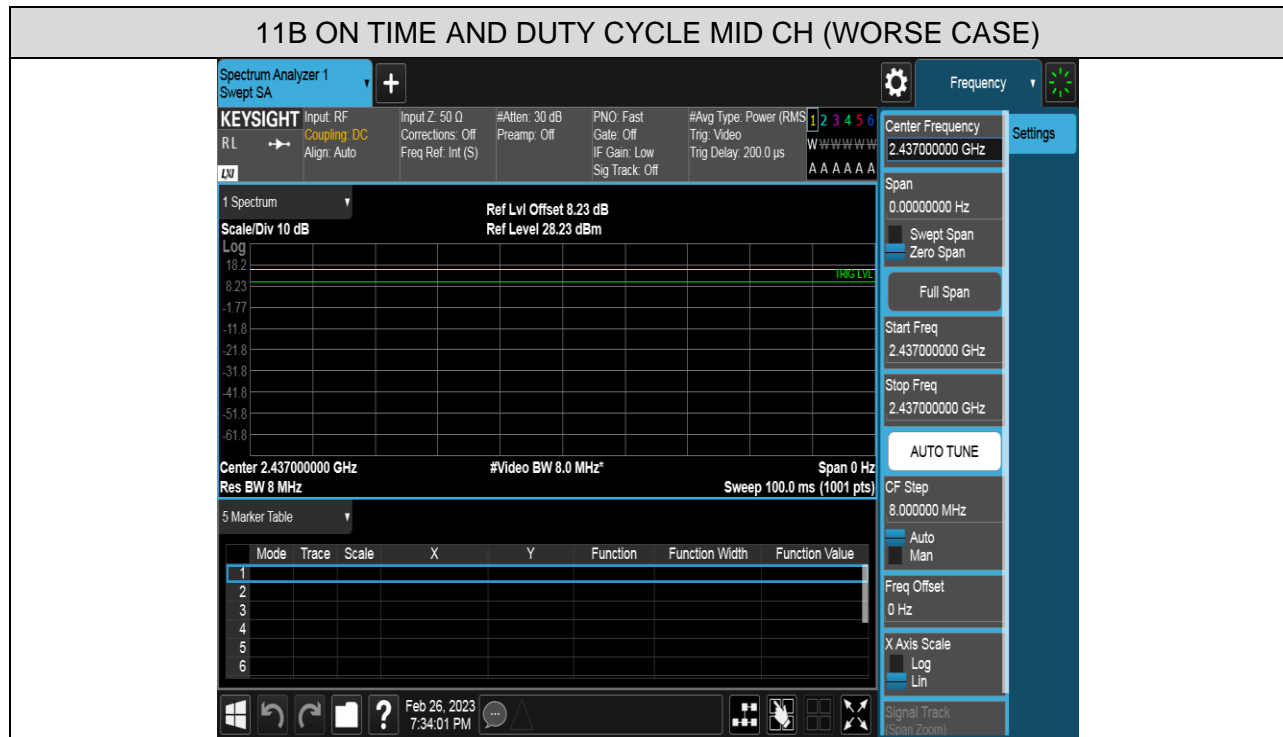 11B ON TIME AND DUTY CYCLE MID CH (WORSE CASE)
Spectrum Analyzer 1
Swept SA
+
Frequency
KEYSIGHT
RL
LXI
Input: RF
Coupling: DC
Align: Auto
Input Z: 50 Ω
Corrections: Off
Freq Ref: Int (S)
#Atten: 30 dB
Preamp: Off
PNO: Fast
Gate: Off
IF Gain: Low
Sig Track: Off
#Avg Type: Power (RMS
Trig: Video
Trig Delay: 200.0 µs
1 2 3 4 5 6
W W W W W W
A A A A A A
1 Spectrum
Scale/Div 10 dB
Ref Lvl Offset 8.23 dB
Ref Level 28.23 dBm
Log
18.2
8.23
-1.77
-11.8
-21.8
-31.8
-41.8
-51.8
-61.8
TRIG LVL
Center 2.437000000 GHz
#Video BW 8.0 MHz*
Span 0 Hz
Res BW 8 MHz
Sweep 100.0 ms (1001 pts)
5 Marker Table
Mode Trace Scale X Y Function Function Width Function Value
1
2
3
4
5
6
?
Feb 26, 2023
7:34:01 PM
Center Frequency
2.437000000 GHz
Settings
Span
0.00000000 Hz
Swept Span
Zero Span
Full Span
Start Freq
2.437000000 GHz
Stop Freq
2.437000000 GHz
AUTO TUNE
CF Step
8.000000 MHz
Auto
Man
Freq Offset
0 Hz
X Axis Scale
Log
Lin
Signal Track
(Span Zoom)